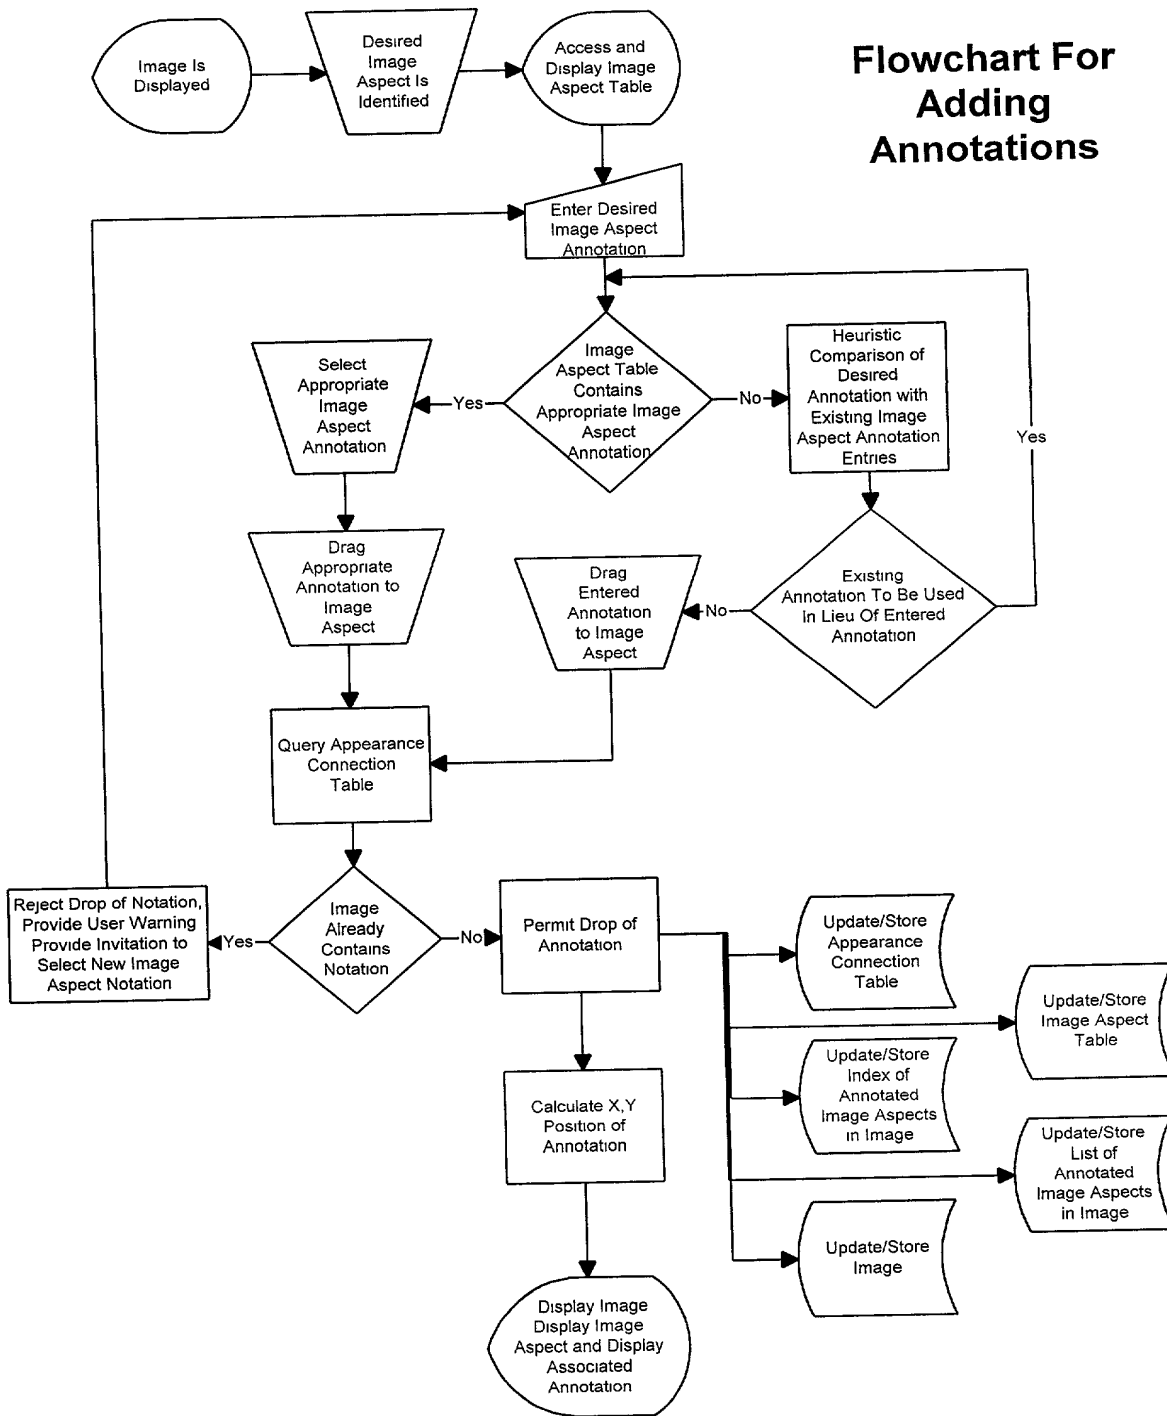 Flowchart For
Adding
Annotations
Image Is
Displayed
Desired
Image
Aspect Is
Identified
Access and
Display Image
Aspect Table
Enter Desired
Image Aspect
Annotation
Image
Aspect Table
Contains
Appropriate Image
Aspect
Annotation
Yes
No
Select
Appropriate
Image
Aspect
Annotation
Heuristic
Comparison of
Desired
Annotation with
Existing Image
Aspect Annotation
Entries
Yes
Drag
Appropriate
Annotation to
Image
Aspect
Drag
Entered
Annotation
to Image
Aspect
No
Existing
Annotation To Be Used
In Lieu Of Entered
Annotation
Query Appearance
Connection
Table
Reject Drop of Notation,
Provide User Warning
Provide Invitation to
Select New Image
Aspect Notation
Yes
Image
Already
Contains
Notation
No
Permit Drop of
Annotation
Update/Store
Appearance
Connection
Table
Update/Store
Image Aspect
Table
Update/Store
Index of
Annotated
Image Aspects
in Image
Calculate X,Y
Position of
Annotation
Update/Store
List of
Annotated
Image Aspects
in Image
Update/Store
Image
Display Image
Display Image
Aspect and Display
Associated
Annotation